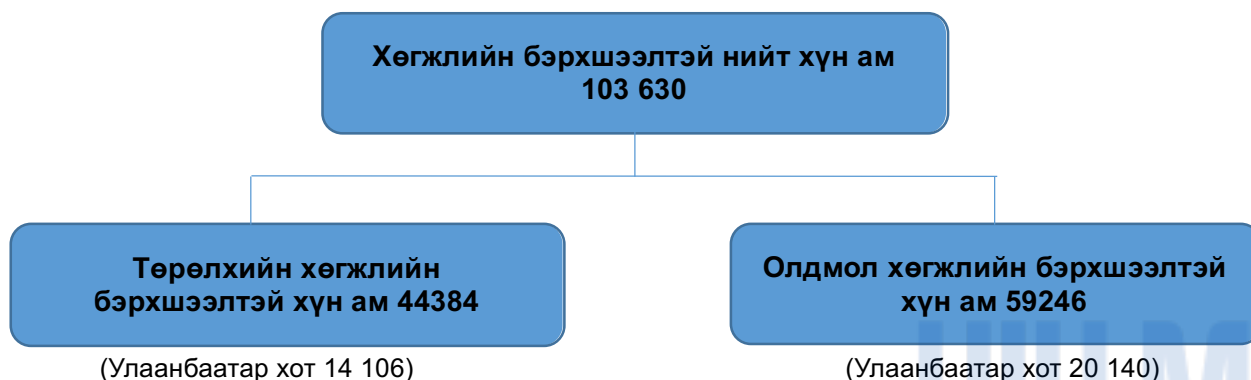 Хөгжлийн бэрхшээлтэй нийт хүн ам
103 630
Төрөлхийн хөгжлийн
бэрхшээлтэй хүн ам 44384
Олдмол хөгжлийн бэрхшээлтэй
хүн ам 59246
(Улаанбаатар хот 14 106)
(Улаанбаатар хот 20 140)